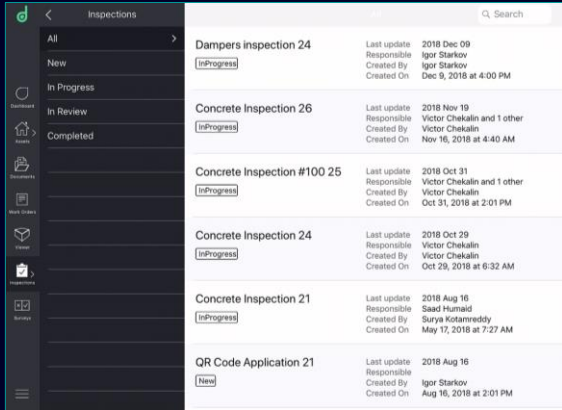 Inspections
Search
All
New
In Progress
In Review
Completed
Dashboard
Assets
Documents
Work Orders
Viewer
Inspections
Surveys
Dampers inspection 24
InProgress
Last update 2018 Dec 09
Responsible Igor Starkov
Created By Igor Starkov
Created On Dec 9, 2018 at 4:00 PM
Concrete Inspection 26
InProgress
Last update 2018 Nov 19
Responsible Victor Chekalin and 1 other
Created By Victor Chekalin
Created On Nov 16, 2018 at 4:40 AM
Concrete Inspection #100 25
InProgress
Last update 2018 Oct 31
Responsible Victor Chekalin and 1 other
Created By Victor Chekalin
Created On Oct 31, 2018 at 2:01 PM
Concrete Inspection 24
InProgress
Last update 2018 Oct 29
Responsible Victor Chekalin
Created By Victor Chekalin
Created On Oct 29, 2018 at 6:32 AM
Concrete Inspection 21
InProgress
Last update 2018 Aug 16
Responsible Saad Humaid
Created By Surya Kotamreddy
Created On May 17, 2018 at 7:27 AM
QR Code Application 21
New
Last update 2018 Aug 16
Responsible
Created By Igor Starkov
Created On Aug 16, 2018 at 2:01 PM